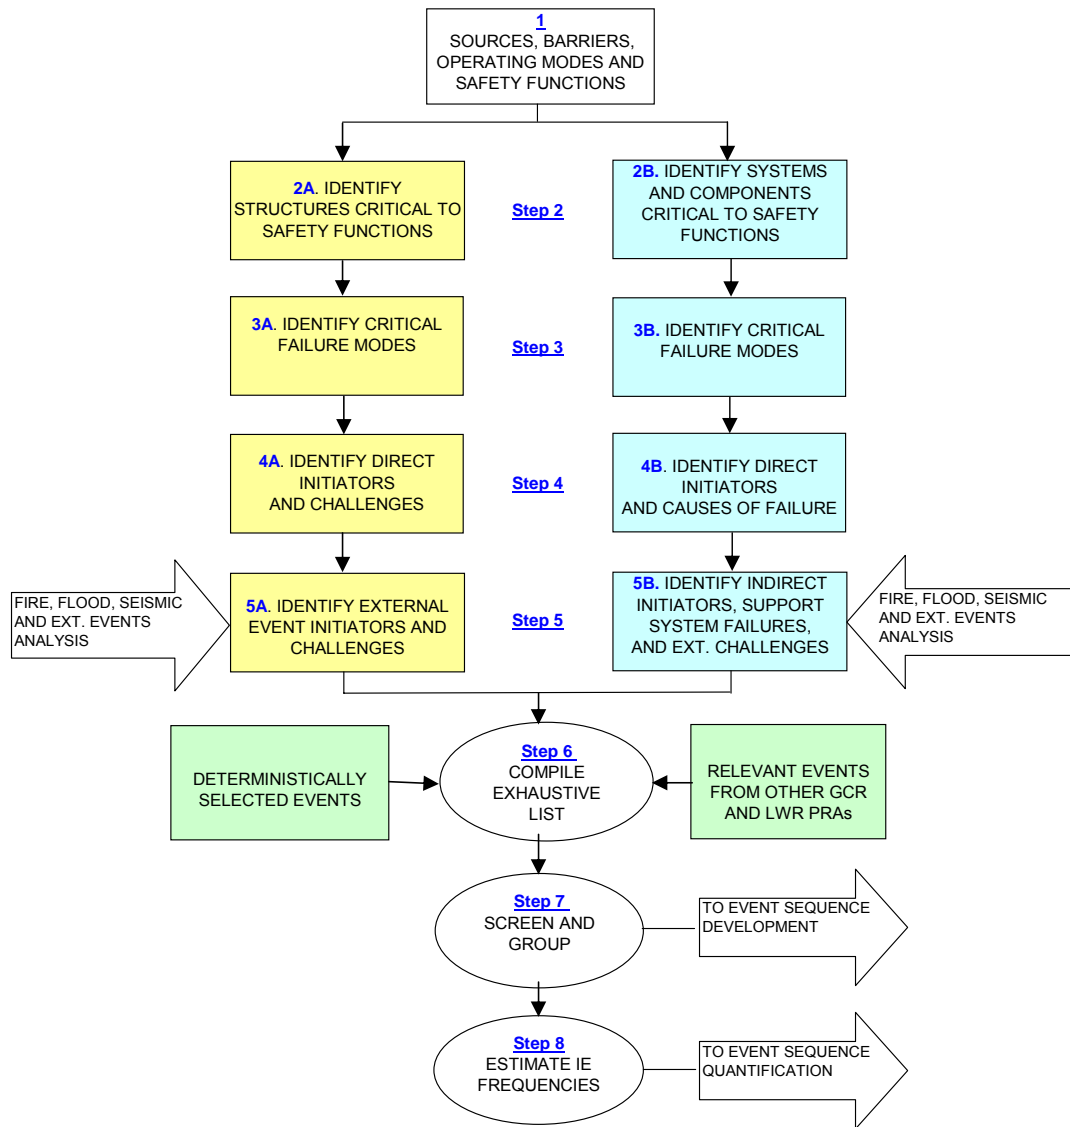 1
SOURCES, BARRIERS,
OPERATING MODES AND
SAFETY FUNCTIONS
2A. IDENTIFY
STRUCTURES CRITICAL TO
SAFETY FUNCTIONS
Step 2
2B. IDENTIFY SYSTEMS
AND COMPONENTS
CRITICAL TO SAFETY
FUNCTIONS
3A. IDENTIFY CRITICAL
FAILURE MODES
Step 3
3B. IDENTIFY CRITICAL
FAILURE MODES
4A. IDENTIFY DIRECT
INITIATORS
AND CHALLENGES
Step 4
4B. IDENTIFY DIRECT
INITIATORS
AND CAUSES OF FAILURE
FIRE, FLOOD, SEISMIC
AND EXT. EVENTS
ANALYSIS
5A. IDENTIFY EXTERNAL
EVENT INITIATORS AND
CHALLENGES
Step 5
5B. IDENTIFY INDIRECT
INITIATORS, SUPPORT
SYSTEM FAILURES,
AND EXT. CHALLENGES
FIRE, FLOOD, SEISMIC
AND EXT. EVENTS
ANALYSIS
DETERMINISTICALLY
SELECTED EVENTS
Step 6
COMPILE
EXHAUSTIVE
LIST
RELEVANT EVENTS
FROM OTHER GCR
AND LWR PRAs
Step 7
SCREEN AND
GROUP
TO EVENT SEQUENCE
DEVELOPMENT
Step 8
ESTIMATE IE
FREQUENCIES
TO EVENT SEQUENCE
QUANTIFICATION